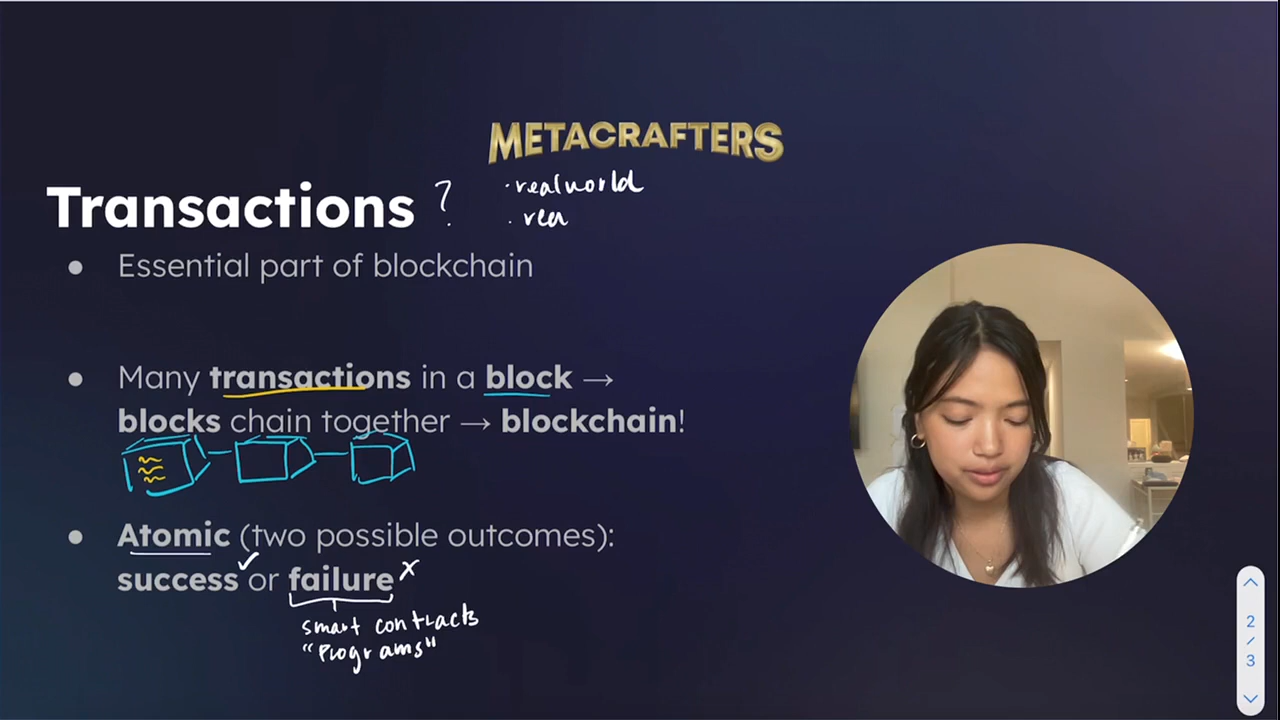 METACRAFTERS
Transactions ?
· realworld
· rea
• Essential part of blockchain
• Many transactions in a block →
blocks chain together → blockchain!
• Atomic (two possible outcomes):
success ✓ or failure x
smart contracts
"Programs"
2
/
3